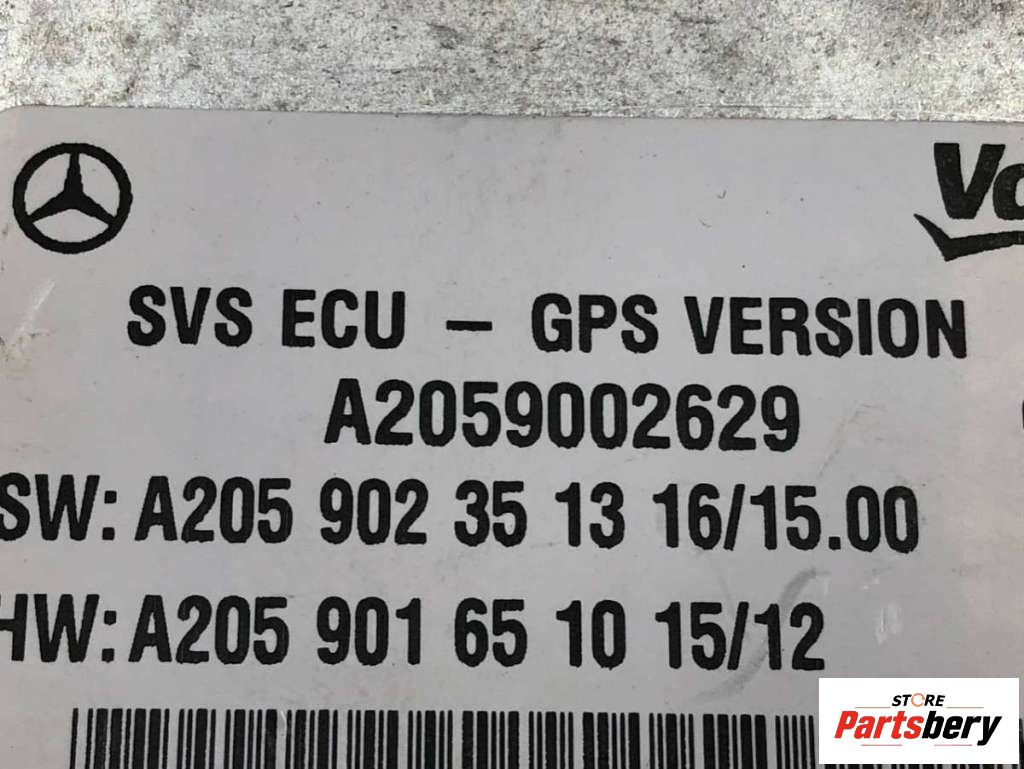 SVS ECU - GPS VERSION
A2059002629
SW: A205 902 35 13 16/15.00
HW: A205 901 65 10 15/12
STORE
Partsbery